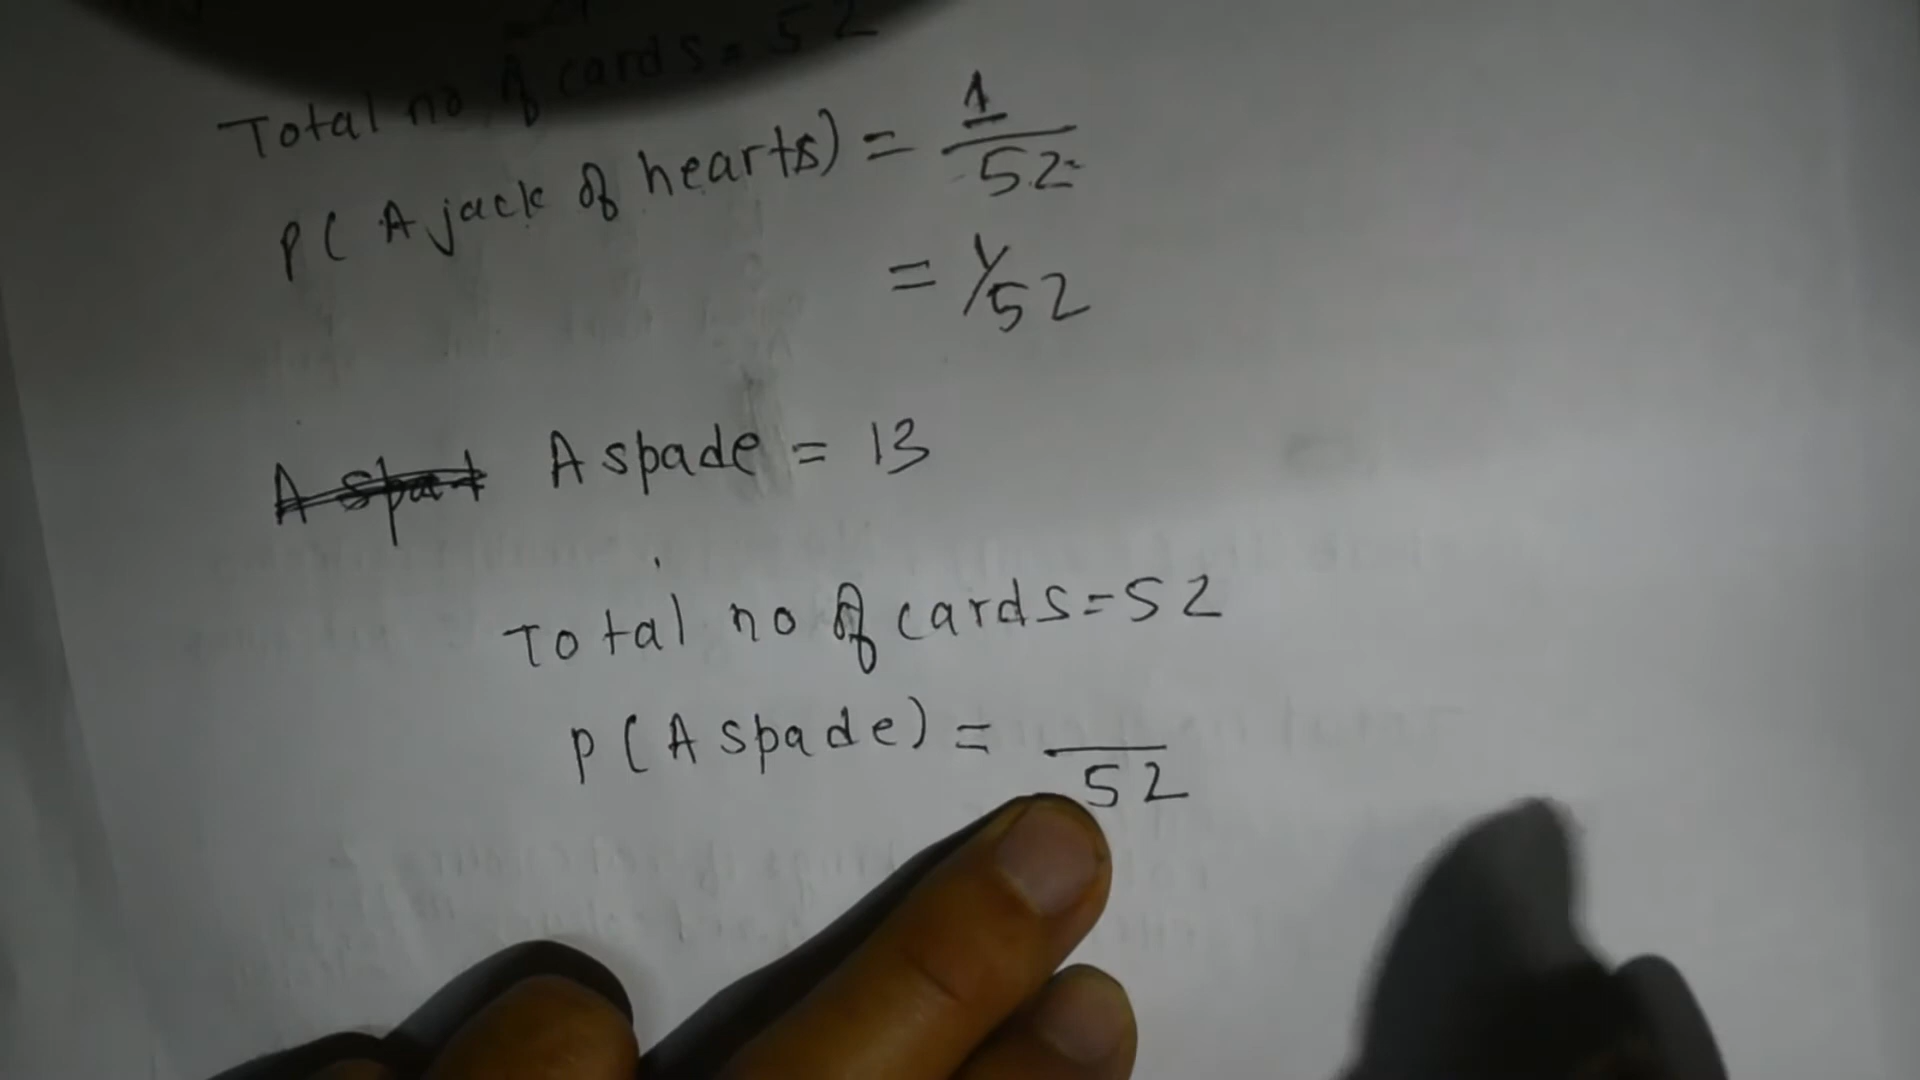 Total no of cards = 52
P( A jack of hearts) = 1/52
= 1/52
A spade = 13
Total no of cards = 52
P(A spade) = /52